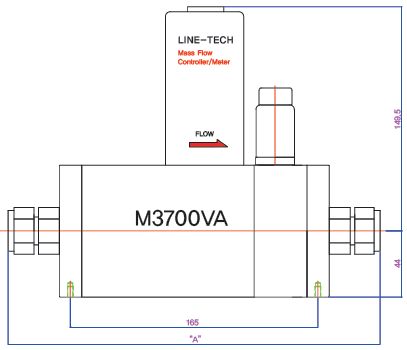 LINE-TECH
Mass Flow
Controller/Meter
FLOW
149.5
M3700VA
44
165
"A"